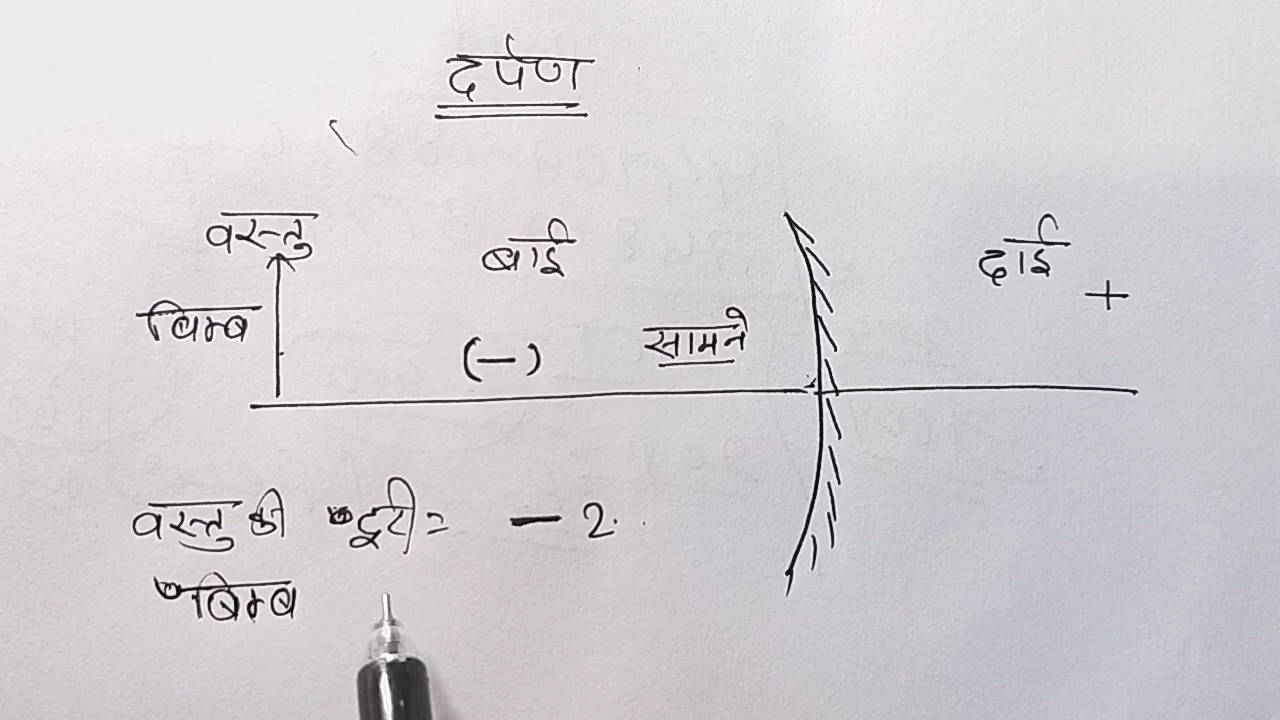 दर्पण
वस्तु
बाई दाई
बिम्ब
(−) सामने +
वस्तु की दूरी = − 2.
बिम्ब